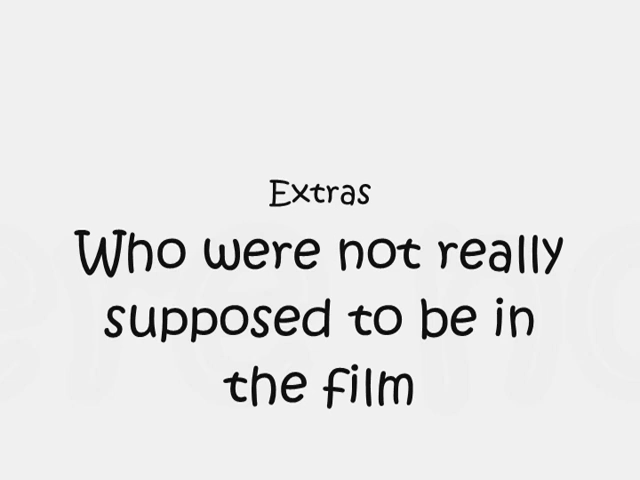 Extras
Who were not really
supposed to be in
the film